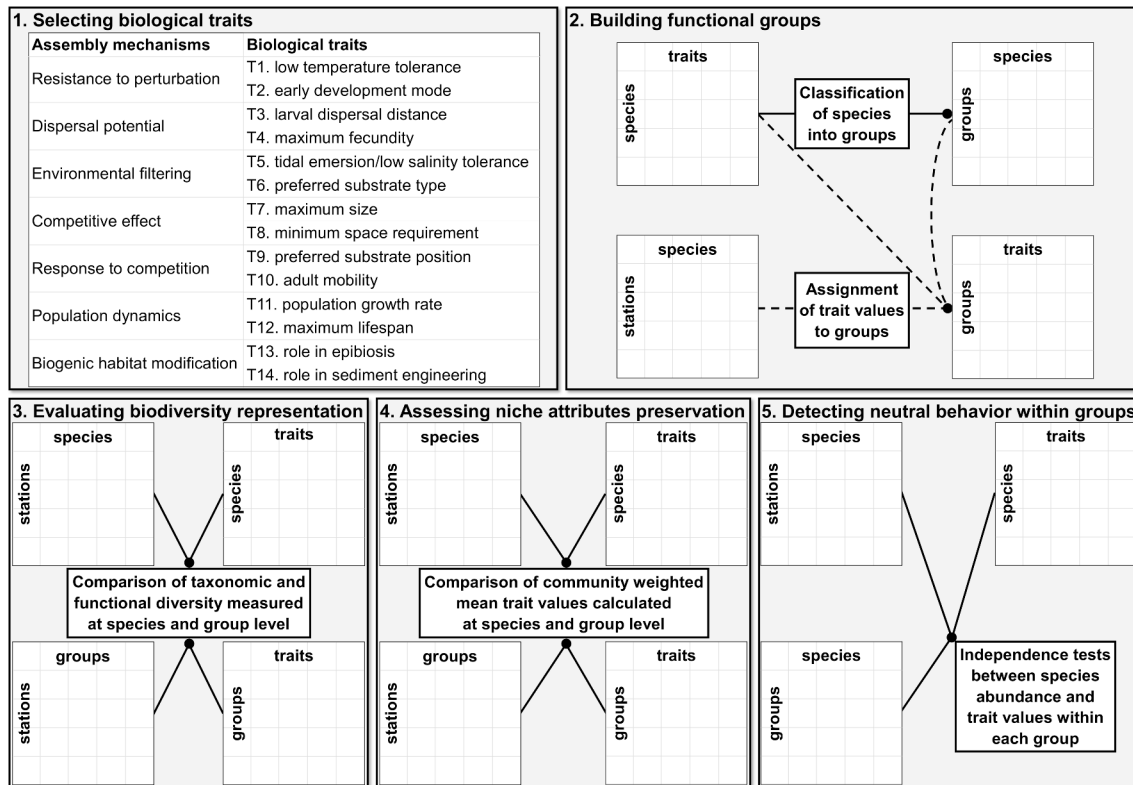 1. Selecting biological traits
Assembly mechanisms
Biological traits
Resistance to perturbation
T1. low temperature tolerance
T2. early development mode
Dispersal potential
T3. larval dispersal distance
T4. maximum fecundity
Environmental filtering
T5. tidal emersion/low salinity tolerance
T6. preferred substrate type
Competitive effect
T7. maximum size
T8. minimum space requirement
Response to competition
T9. preferred substrate position
T10. adult mobility
Population dynamics
T11. population growth rate
T12. maximum lifespan
Biogenic habitat modification
T13. role in epibiosis
T14. role in sediment engineering
2. Building functional groups
traits
species
Classification
of species
into groups
species
groups
species
stations
Assignment
of trait values
to groups
traits
groups
3. Evaluating biodiversity representation
species
stations
traits
species
Comparison of taxonomic and
functional diversity measured
at species and group level
groups
stations
traits
groups
4. Assessing niche attributes preservation
species
stations
traits
species
Comparison of community weighted
mean trait values calculated
at species and group level
groups
stations
traits
groups
5. Detecting neutral behavior within groups
species
stations
traits
species
species
groups
Independence tests
between species
abundance and
trait values within
each group